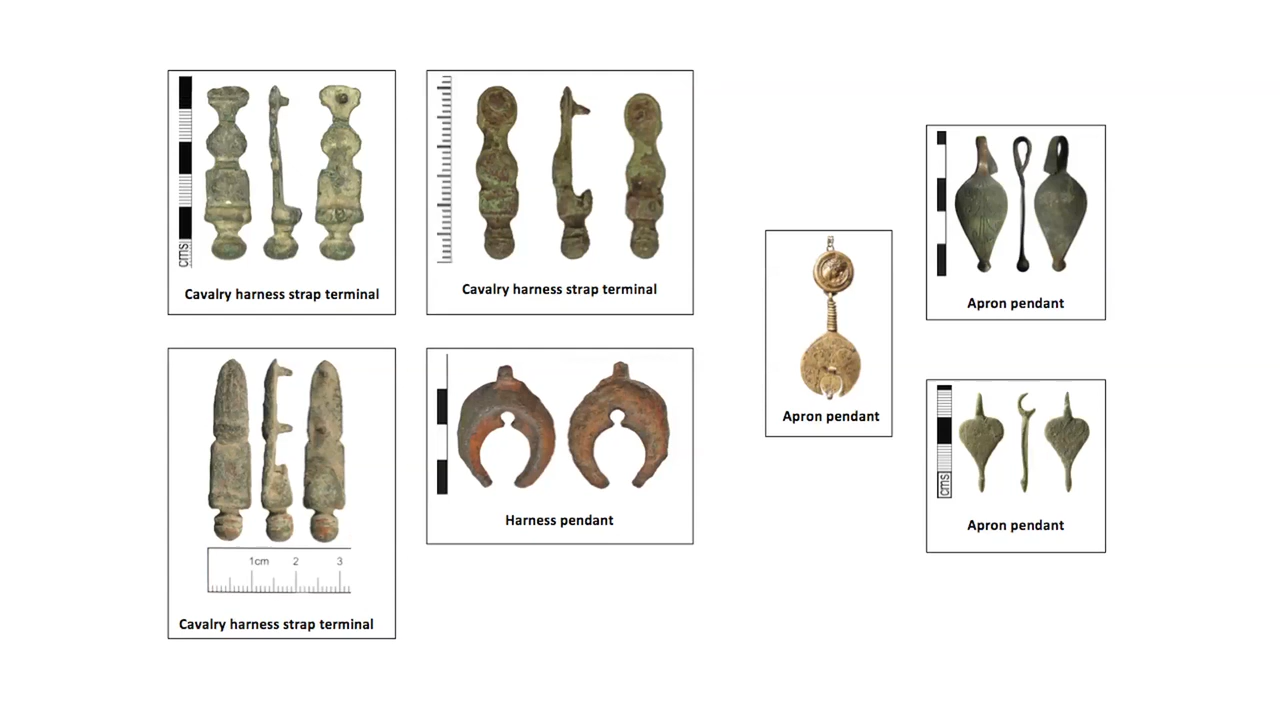 cms
Cavalry harness strap terminal
Cavalry harness strap terminal
1cm 2 3
Cavalry harness strap terminal
Harness pendant
Apron pendant
Apron pendant
cms
Apron pendant